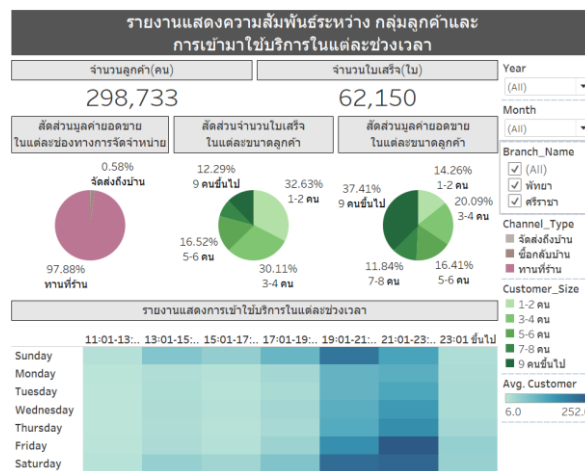 รายงานแสดงความสัมพันธ์ระหว่าง กลุ่มลูกค้าและ
การเข้ามาใช้บริการในแต่ละช่วงเวลา
จำนวนลูกค้า(คน)
จำนวนใบเสร็จ(ใบ)
298,733
62,150
สัดส่วนมูลค่ายอดขาย
ในแต่ละช่องทางการจัดจำหน่าย
0.58%
จัดส่งถึงบ้าน
97.88%
ทานที่ร้าน
สัดส่วนจำนวนใบเสร็จ
ในแต่ละขนาดลูกค้า
12.29%
9 คนขึ้นไป
32.63%
1-2 คน
16.52%
5-6 คน
30.11%
3-4 คน
สัดส่วนมูลค่ายอดขาย
ในแต่ละขนาดลูกค้า
37.41%
9 คนขึ้นไป
14.26%
1-2 คน
20.09%
3-4 คน
11.84%
7-8 คน
16.41%
5-6 คน
Year
(All)
Month
(All)
Branch_Name
(All)
พัทยา
ศรีราชา
Channel_Type
จัดส่งถึงบ้าน
ซื้อกลับบ้าน
ทานที่ร้าน
Customer_Size
1-2 คน
3-4 คน
5-6 คน
7-8 คน
9 คนขึ้นไป
Avg. Customer
6.0 252.0
รายงานแสดงการเข้าใช้บริการในแต่ละช่วงเวลา
11:01-13:.. 13:01-15:.. 15:01-17:.. 17:01-19:.. 19:01-21:.. 21:01-23:.. 23:01 ขึ้นไป
Sunday
Monday
Tuesday
Wednesday
Thursday
Friday
Saturday